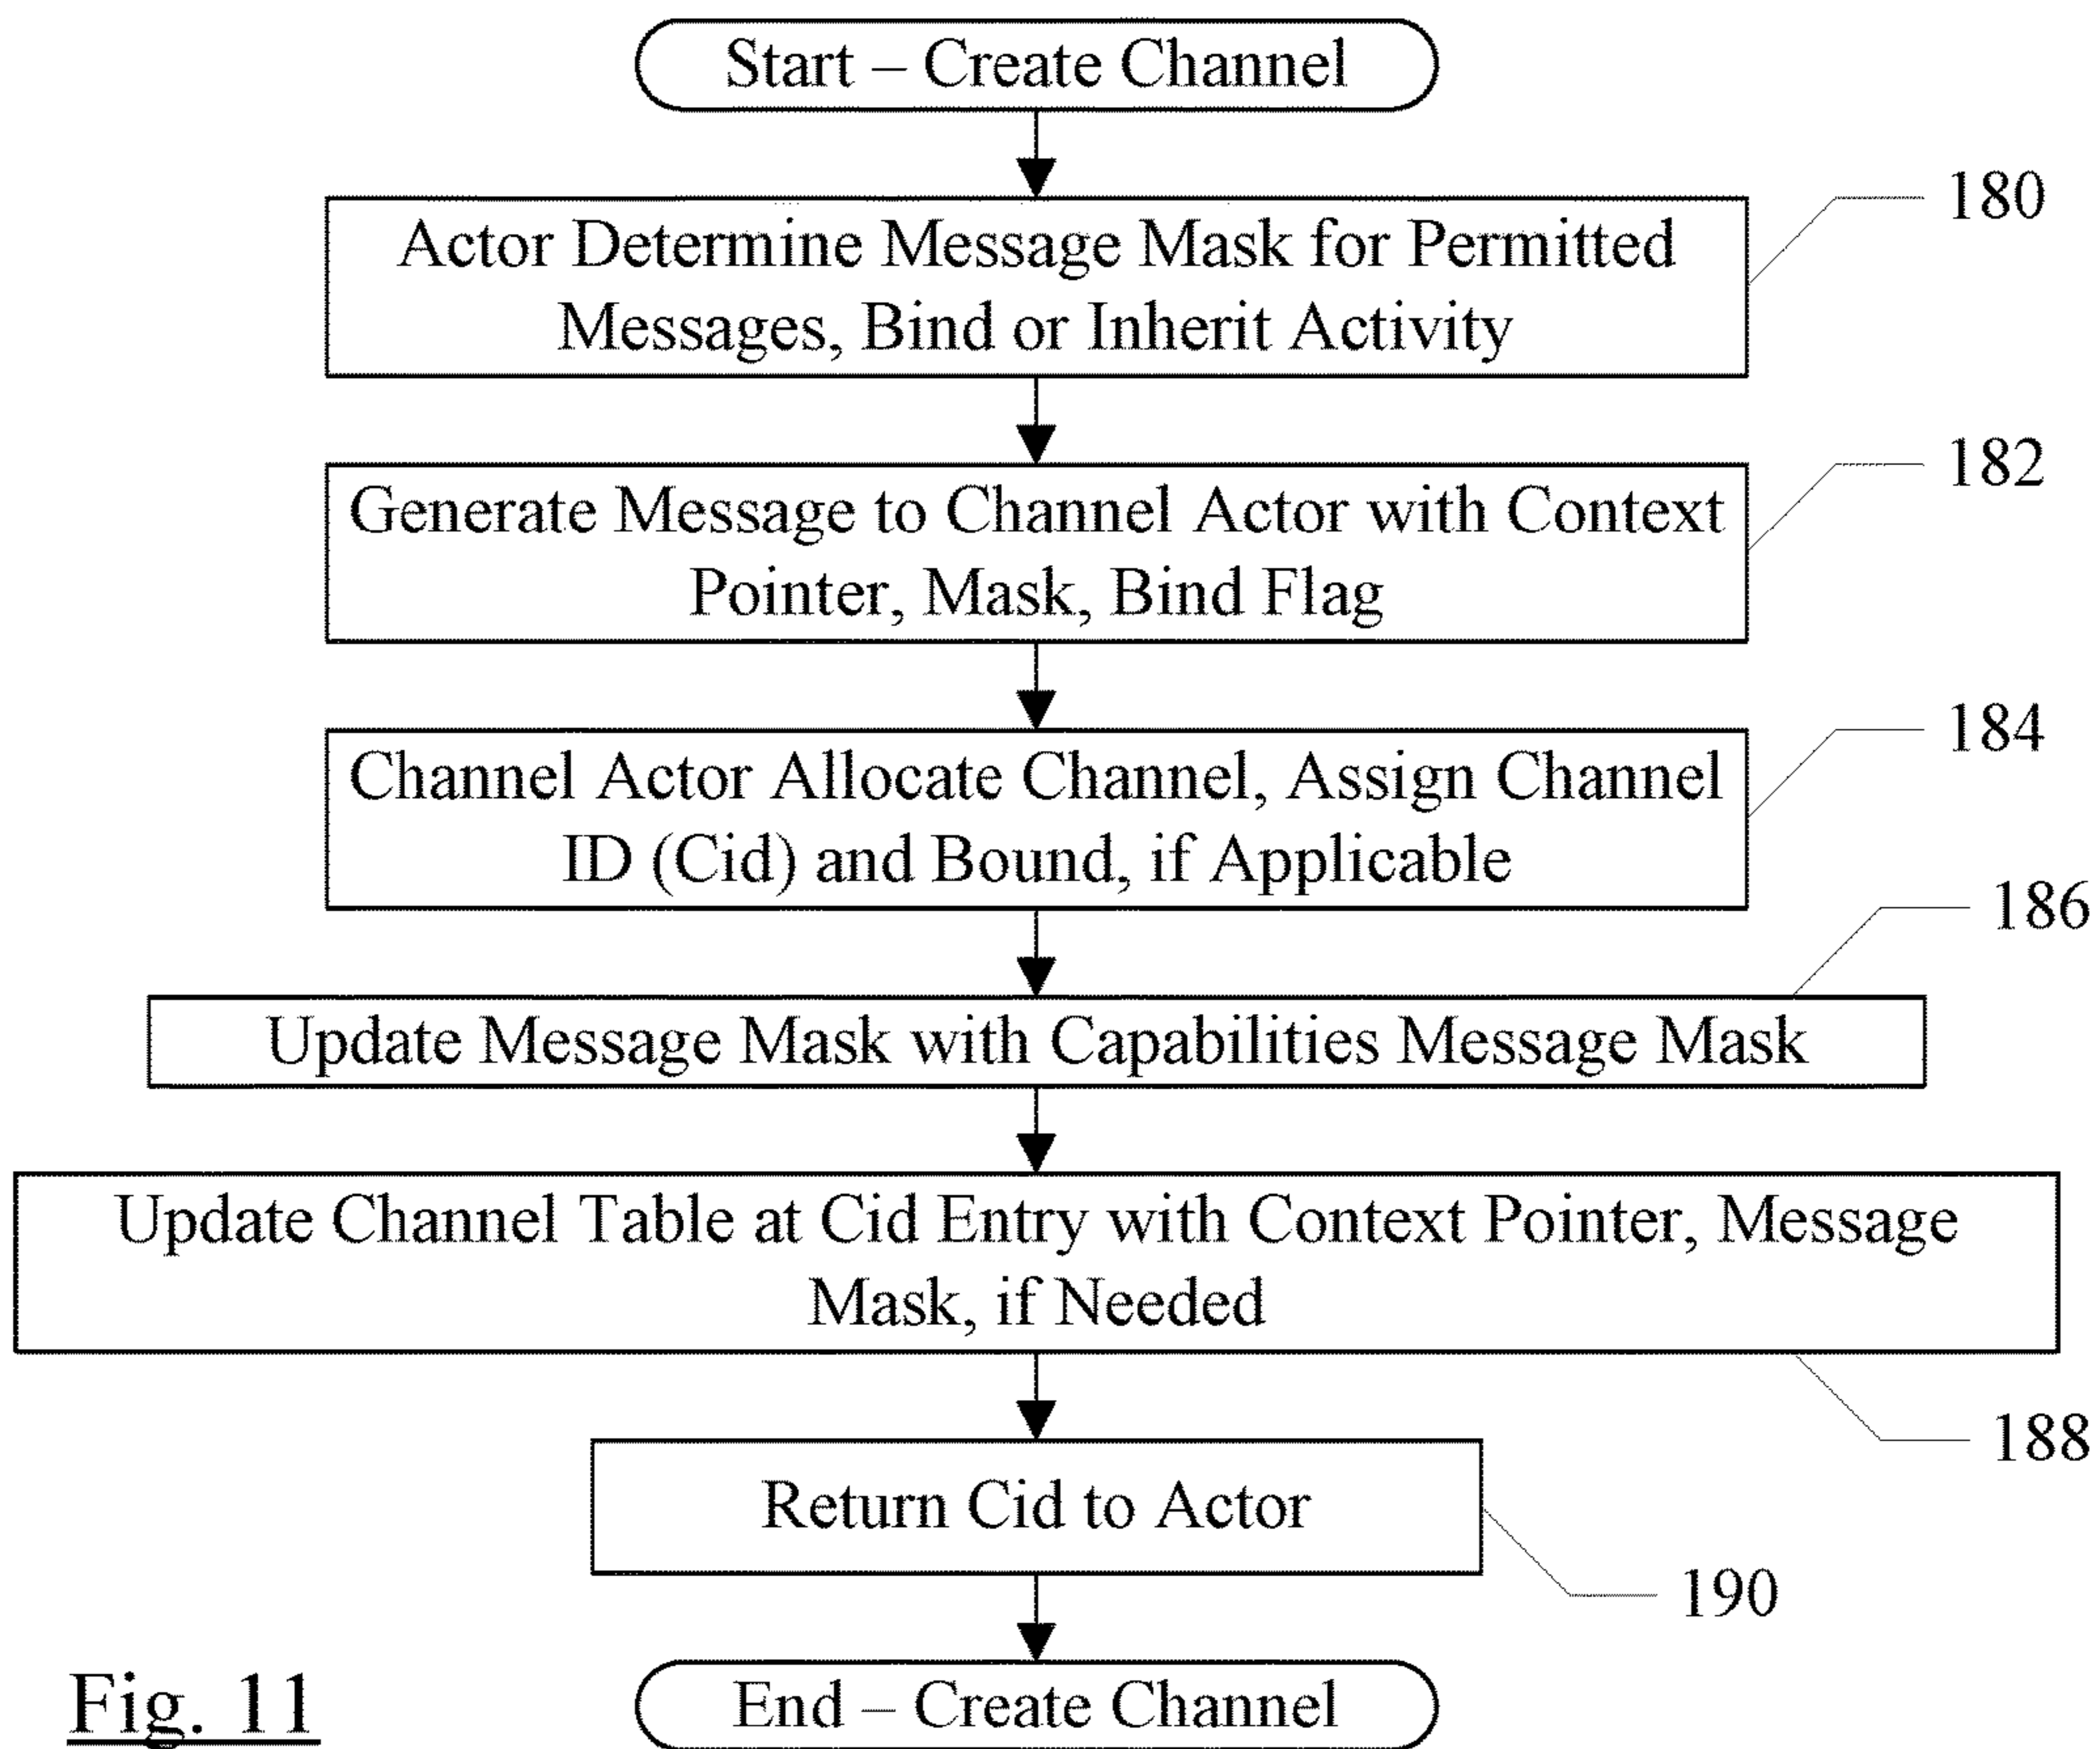 Start – Create Channel
180
Actor Determine Message Mask for Permitted
Messages, Bind or Inherit Activity
182
Generate Message to Channel Actor with Context
Pointer, Mask, Bind Flag
184
Channel Actor Allocate Channel, Assign Channel
ID (Cid) and Bound, if Applicable
186
Update Message Mask with Capabilities Message Mask
Update Channel Table at Cid Entry with Context Pointer, Message
Mask, if Needed
188
Return Cid to Actor
190
End – Create Channel
Fig. 11